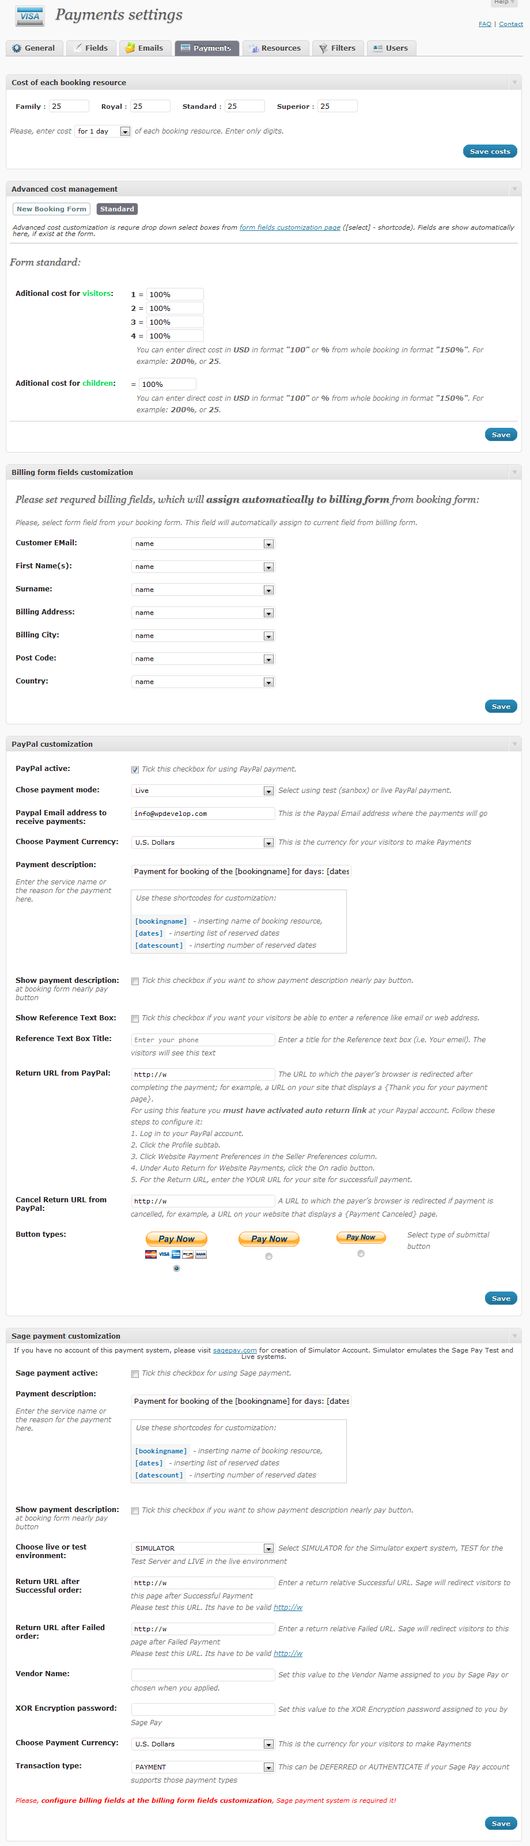 Help
VISA
Payments settings
FAQ | Contact
General Fields Emails Payments Resources Filters Users
Cost of each booking resource
Family : 25 Royal : 25 Standard : 25 Superior : 25
Please, enter cost for 1 day of each booking resource. Enter only digits.
Save costs
Advanced cost management
New Booking Form Standard
Advanced cost customization is requre drop down select boxes from form fields customization page ([select] - shortcode). Fields are show automatically
here, if exist at the form.
Form standard:
Aditional cost for visitors: 1 = 100%
2 = 100%
3 = 100%
4 = 100%
You can enter direct cost in USD in format "100" or % from whole booking in format "150%". For
example: 200%, or 25.
Aditional cost for children: = 100%
You can enter direct cost in USD in format "100" or % from whole booking in format "150%". For
example: 200%, or 25.
Save
Billing form fields customization
Please set requred billing fields, which will assign automatically to billing form from booking form:
Please, select form field from your booking form. This field will automatically assign to current field from biilling form.
Customer EMail: name
First Name(s): name
Surname: name
Billing Address: name
Billing City: name
Post Code: name
Country: name
Save
PayPal customization
PayPal active: Tick this checkbox for using PayPal payment.
Chose payment mode: Live Select using test (sanbox) or live PayPal payment.
Paypal Email address to
receive payments: info@wpdevelop.com This is the Paypal Email address where the payments will go
Choose Payment Currency: U.S. Dollars This is the currency for your visitors to make Payments
Payment description:
Payment for booking of the [bookingname] for days: [dates
Enter the service name or
the reason for the payment
here.
Use these shortcodes for customization:
[bookingname] - inserting name of booking resource,
[dates] - inserting list of reserved dates
[datescount] - inserting number of reserved dates
Show payment description:
at booking form nearly pay
button
Tick this checkbox if you want to show payment description nearly pay button.
Show Reference Text Box: Tick this checkbox if you want your visitors be able to enter a reference like email or web address.
Reference Text Box Title: Enter your phone Enter a title for the Reference text box (i.e. Your email). The
visitors will see this text
Return URL from PayPal: http://w The URL to which the payer's browser is redirected after
completing the payment; for example, a URL on your site that displays a {Thank you for your payment
page}.
For using this feature you must have activated auto return link at your Paypal account. Follow these
steps to configure it:
1. Log in to your PayPal account.
2. Click the Profile subtab.
3. Click Website Payment Preferences in the Seller Preferences column.
4. Under Auto Return for Website Payments, click the On radio button.
5. For the Return URL, enter the YOUR URL for your site for successfull payment.
Cancel Return URL from
PayPal: http://w A URL to which the payer's browser is redirected if payment is
cancelled, for example, a URL on your website that displays a {Payment Canceled} page.
Button types: Pay Now Pay Now Pay Now Select type of submittal
button
VISA
Save
Sage payment customization
If you have no account of this payment system, please visit sagepay.com for creation of Simulator Account. Simulator emulates the Sage Pay Test and
Live systems.
Sage payment active: Tick this checkbox for using Sage payment.
Payment description:
Payment for booking of the [bookingname] for days: [dates
Enter the service name or
the reason for the payment
here.
Use these shortcodes for customization:
[bookingname] - inserting name of booking resource,
[dates] - inserting list of reserved dates
[datescount] - inserting number of reserved dates
Show payment description:
at booking form nearly pay
button
Tick this checkbox if you want to show payment description nearly pay button.
Choose live or test
environment: SIMULATOR Select SIMULATOR for the Simulator expert system, TEST for the
Test Server and LIVE in the live environment
Return URL after
Successful order: http://w Enter a return relative Successful URL. Sage will redirect visitors to
this page after Successful Payment
Please test this URL. Its have to be valid http://w
Return URL after Failed
order: http://w Enter a return relative Failed URL. Sage will redirect visitors to this
page after Failed Payment
Please test this URL. Its have to be valid http://w
Vendor Name: Set this value to the Vendor Name assigned to you by Sage Pay or
chosen when you applied.
XOR Encryption password: Set this value to the XOR Encryption password assigned to you by
Sage Pay
Choose Payment Currency: U.S. Dollars This is the currency for your visitors to make Payments
Transaction type: PAYMENT This can be DEFERRED or AUTHENTICATE if your Sage Pay account
supports those payment types
Please, configure billing fields at the billing form fields customization, Sage payment system is required it!
Save